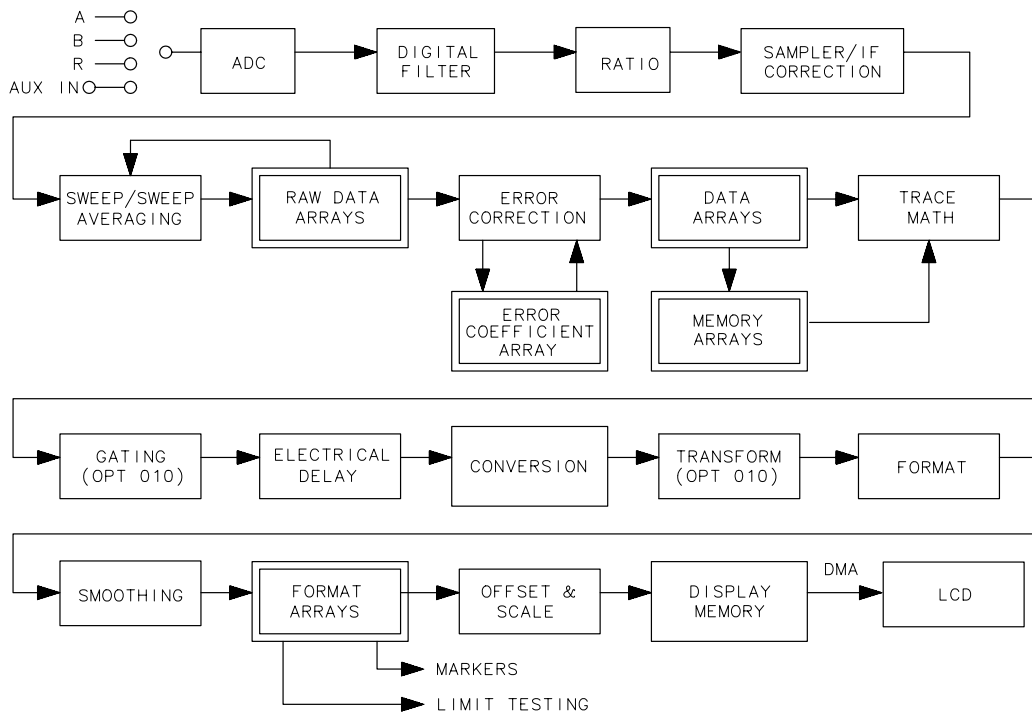 A
B
R
AUX IN
ADC
DIGITAL
FILTER
RATIO
SAMPLER/IF
CORRECTION
SWEEP/SWEEP
AVERAGING
RAW DATA
ARRAYS
ERROR
CORRECTION
DATA
ARRAYS
TRACE
MATH
ERROR
COEFFICIENT
ARRAY
MEMORY
ARRAYS
GATING
(OPT 010)
ELECTRICAL
DELAY
CONVERSION
TRANSFORM
(OPT 010)
FORMAT
SMOOTHING
FORMAT
ARRAYS
OFFSET &
SCALE
DISPLAY
MEMORY
DMA
LCD
MARKERS
LIMIT TESTING